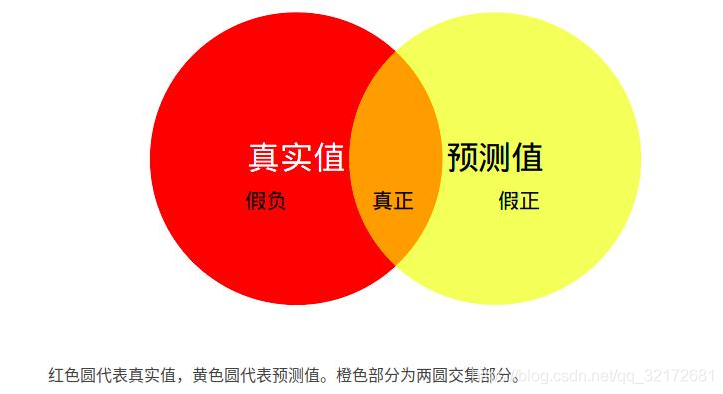 真实值 预测值
假负 真正 假正
红色圆代表真实值，黄色圆代表预测值。橙色部分为两圆交集部分。
blog.csdn.net/qq_32172681